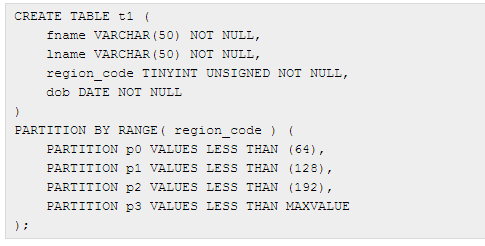 CREATE TABLE t1 (
    fname VARCHAR(50) NOT NULL,
    lname VARCHAR(50) NOT NULL,
    region_code TINYINT UNSIGNED NOT NULL,
    dob DATE NOT NULL
)
PARTITION BY RANGE( region_code ) (
    PARTITION p0 VALUES LESS THAN (64),
    PARTITION p1 VALUES LESS THAN (128),
    PARTITION p2 VALUES LESS THAN (192),
    PARTITION p3 VALUES LESS THAN MAXVALUE
);